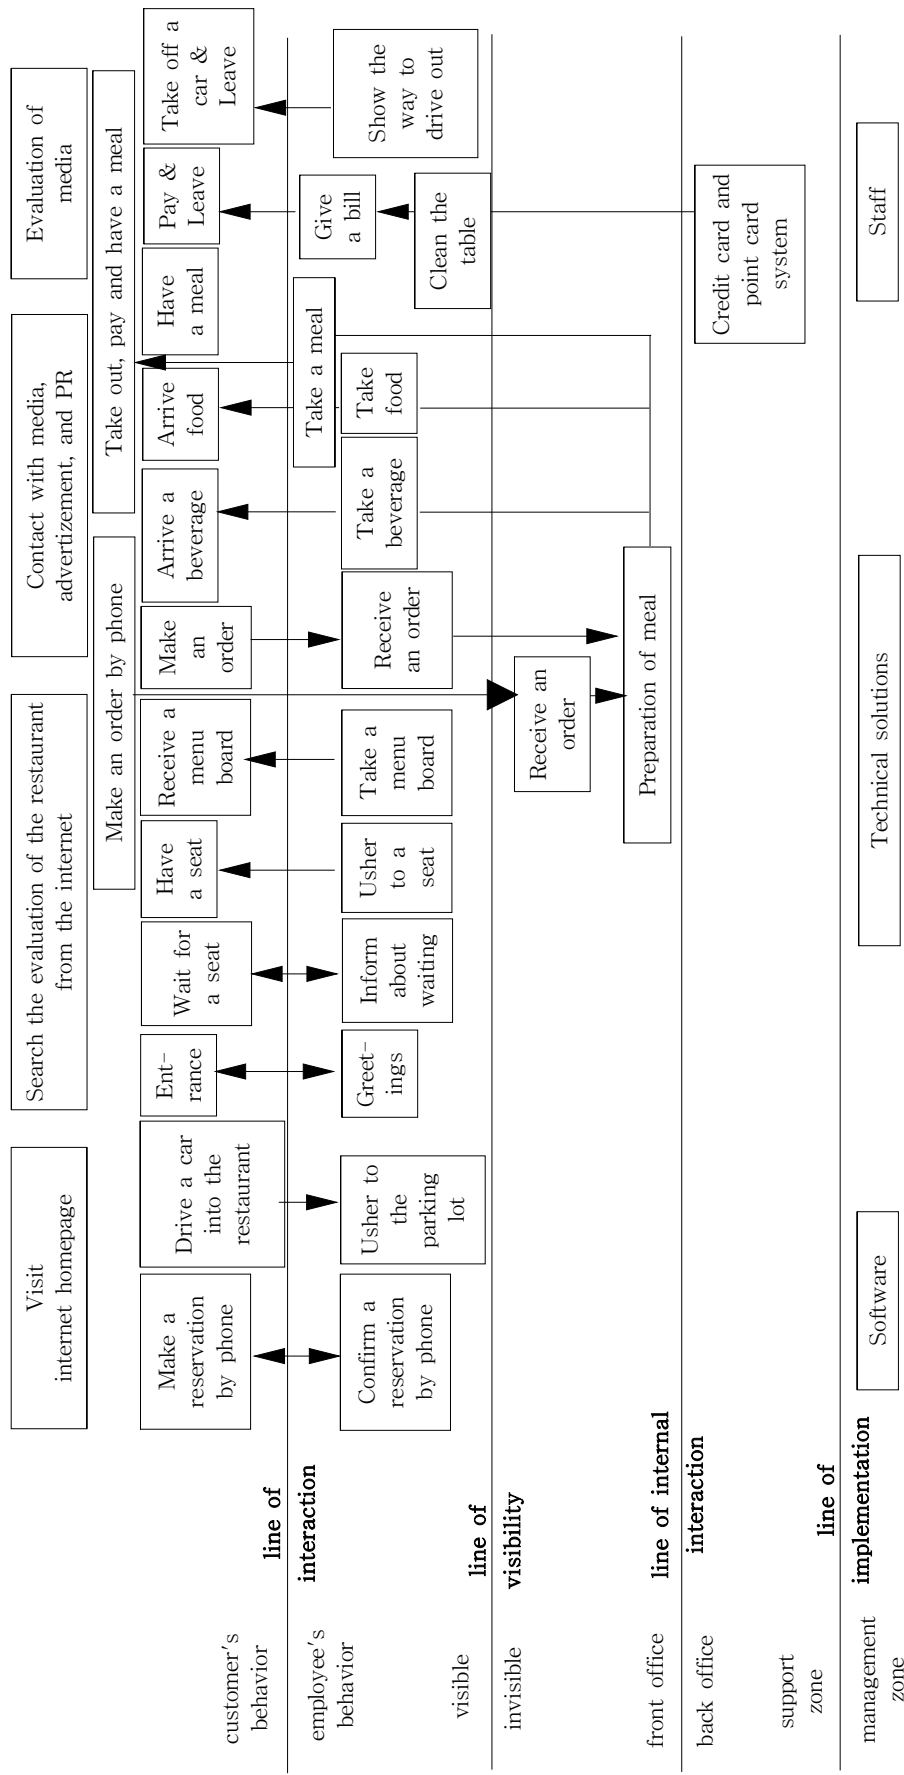 Visit
internet homepage
Search the evaluation of the restaurant
from the internet
Contact with media,
advertizement, and PR
Evaluation of
media
Make an order by phone
Take out, pay and have a meal
customer's
behavior
Make a
reservation
by phone
Drive a car
into the
restaurant
Ent-
rance
Wait for
a seat
Have
a seat
Receive a
menu
board
Make
an
order
Arrive a
beverage
Arrive
food
Have
a meal
Pay &
Leave
Take off a
car &
Leave
line of
interaction
employee's
behavior
Confirm a
reservation
by phone
Usher to
the
parking
lot
Greet-
ings
Inform
about
waiting
Usher
to a
seat
Take a
menu
board
Receive
an order
Take a
beverage
Take
food
Take a meal
Give
a bill
Clean the
table
Show the
way to
drive out
visible
line of
visibility
invisible
Receive an
order
Preparation of meal
front office
line of internal
interaction
back office
Credit card and
point card
system
support
zone
line of
implementation
management
zone
Software
Technical solutions
Staff